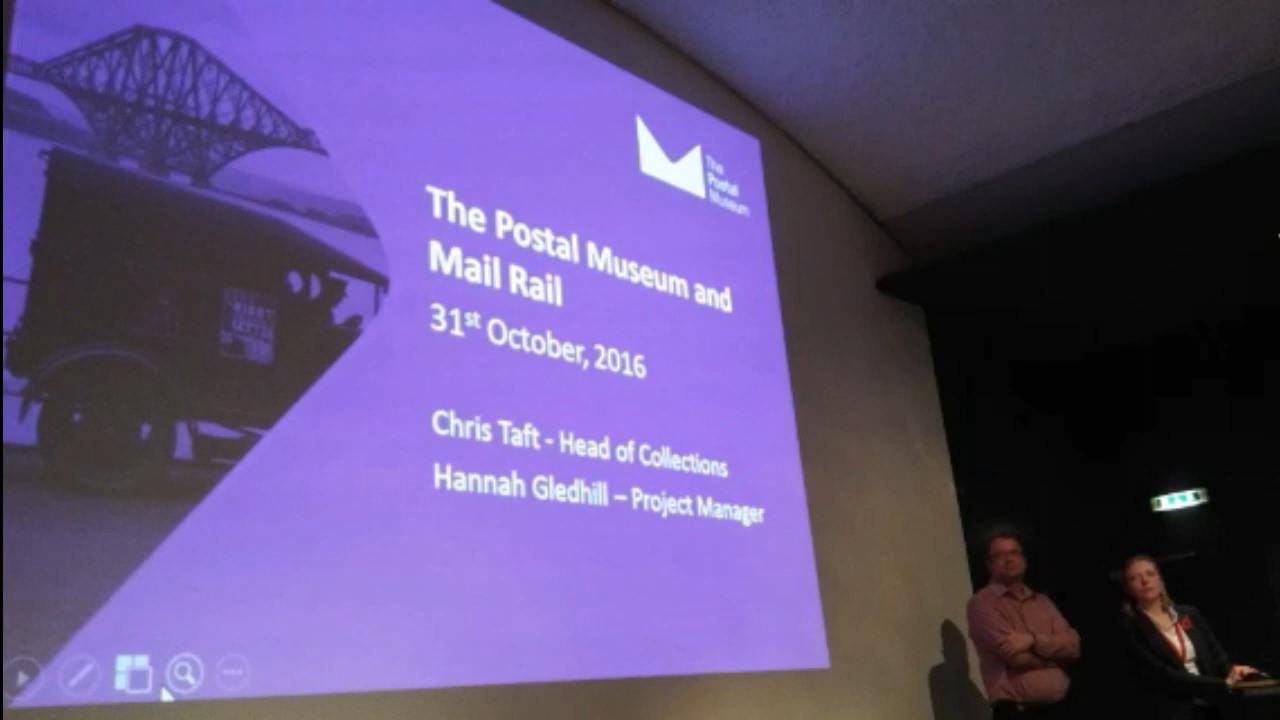 The
Postal
Museum
The Postal Museum and
Mail Rail
31st October, 2016
Chris Taft - Head of Collections
Hannah Gledhill – Project Manager